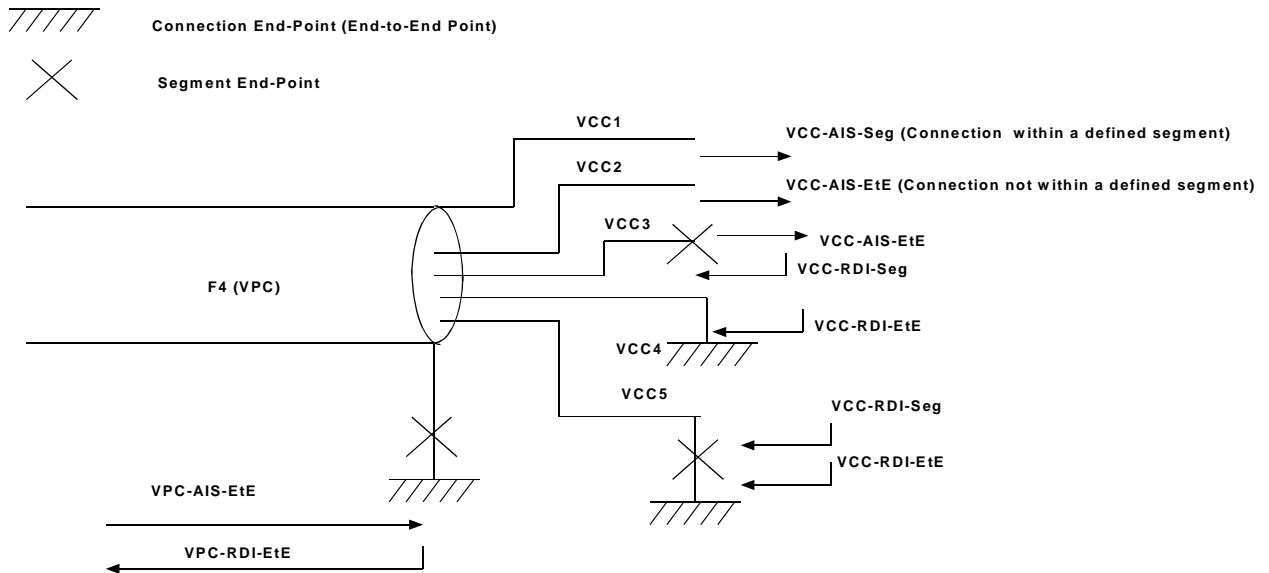 Connection End-Point (End-to-End Point)
Segment End-Point
VCC1
VCC-AIS-Seg (Connection within a defined segment)
VCC2
VCC-AIS-EtE (Connection not within a defined segment)
VCC3
VCC-AIS-EtE
VCC-RDI-Seg
F4 (VPC)
VCC-RDI-EtE
VCC4
VCC5
VCC-RDI-Seg
VCC-RDI-EtE
VPC-AIS-EtE
VPC-RDI-EtE